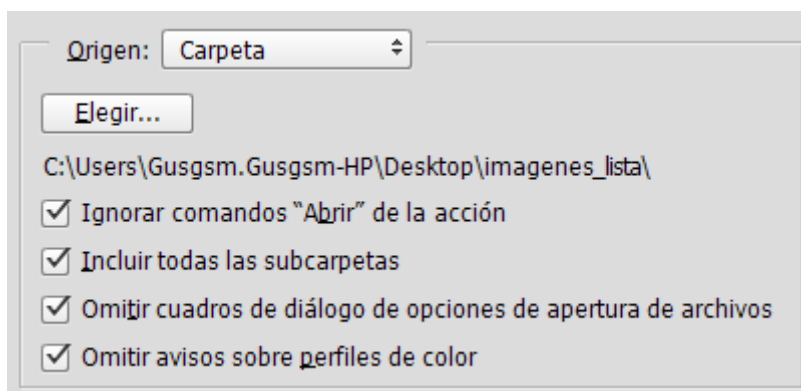 Origen: Carpeta
Elegir...
C:\Users\Gusgsm.Gusgsm-HP\Desktop\imagenes_lista\
Ignorar comandos “Abrir” de la acción
Incluir todas las subcarpetas
Omitir cuadros de diálogo de opciones de apertura de archivos
Omitir avisos sobre perfiles de color